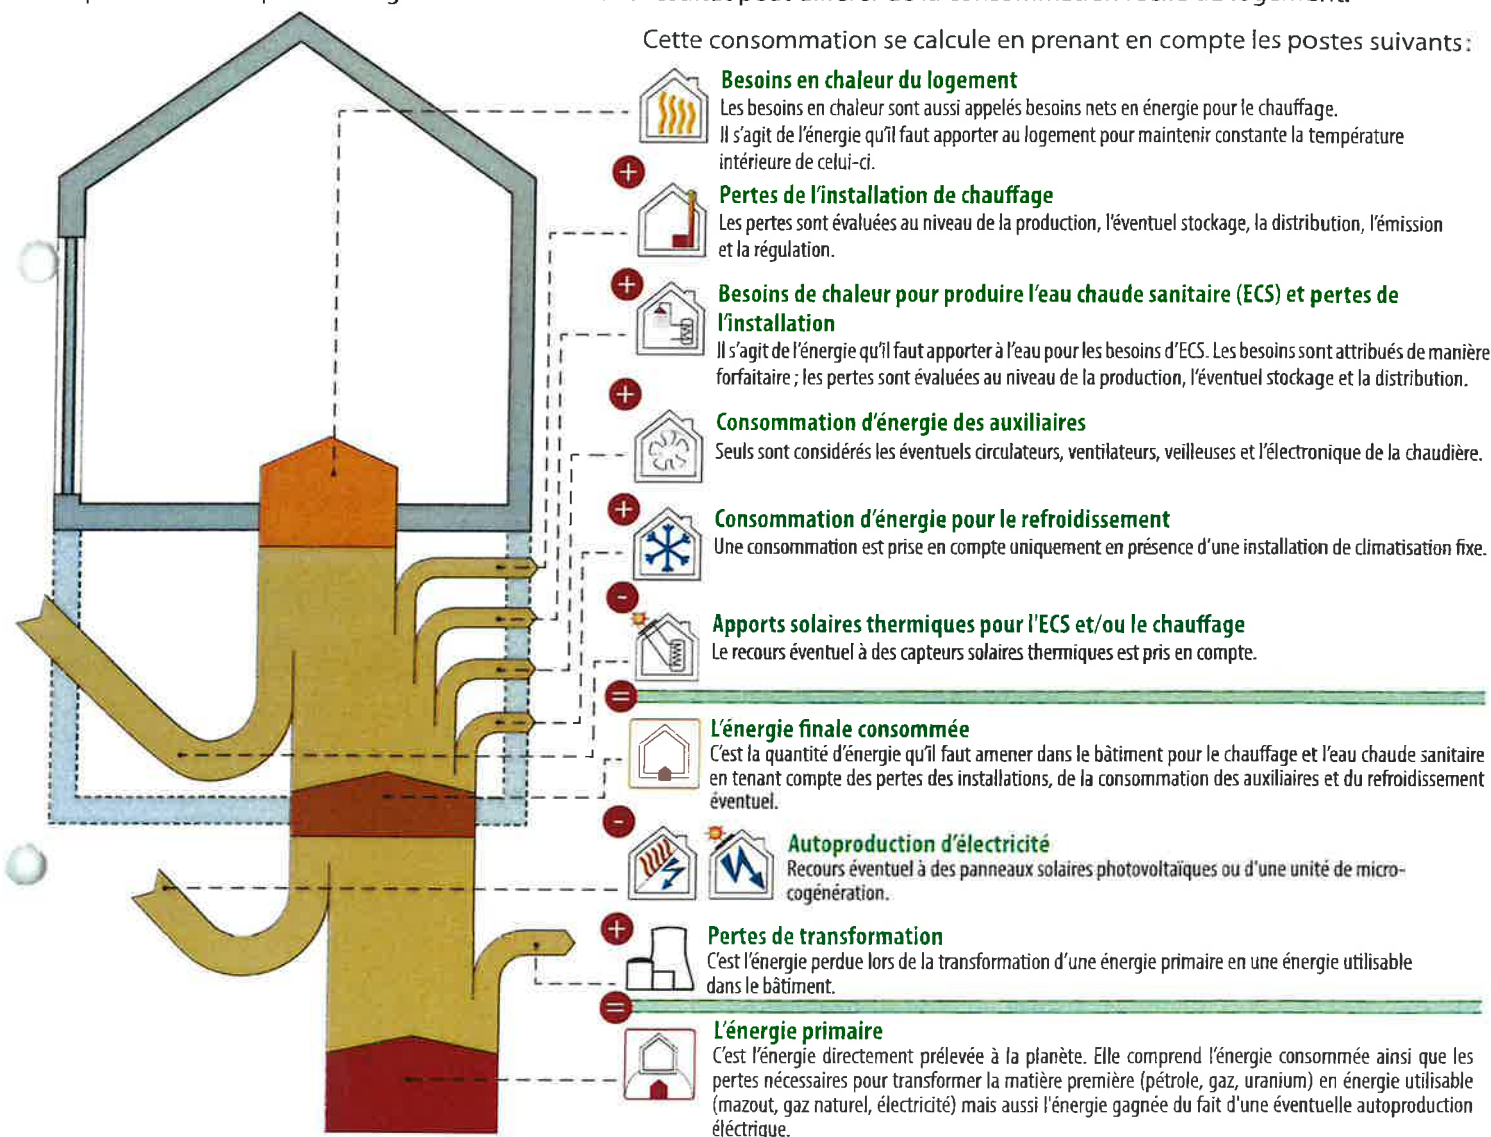 peut différer de la consommation réelle du logement.
Cette consommation se calcule en prenant en compte les postes suivants :
Besoins en chaleur du logement
Les besoins en chaleur sont aussi appelés besoins nets en énergie pour le chauffage.
Il s'agit de l'énergie qu'il faut apporter au logement pour maintenir constante la température
intérieure de celui-ci.
+
Pertes de l'installation de chauffage
Les pertes sont évaluées au niveau de la production, l'éventuel stockage, la distribution, l'émission
et la régulation.
+
Besoins de chaleur pour produire l'eau chaude sanitaire (ECS) et pertes de
l'installation
Il s'agit de l'énergie qu'il faut apporter à l'eau pour les besoins d'ECS. Les besoins sont attribués de manière
forfaitaire ; les pertes sont évaluées au niveau de la production, l'éventuel stockage et la distribution.
+
Consommation d'énergie des auxiliaires
Seuls sont considérés les éventuels circulateurs, ventilateurs, veilleuses et l'électronique de la chaudière.
+
Consommation d'énergie pour le refroidissement
Une consommation est prise en compte uniquement en présence d'une installation de climatisation fixe.
-
Apports solaires thermiques pour l'ECS et/ou le chauffage
Le recours éventuel à des capteurs solaires thermiques est pris en compte.
=
L'énergie finale consommée
C'est la quantité d'énergie qu'il faut amener dans le bâtiment pour le chauffage et l'eau chaude sanitaire
en tenant compte des pertes des installations, de la consommation des auxiliaires et du refroidissement
éventuel.
-
Autoproduction d'électricité
Recours éventuel à des panneaux solaires photovoltaïques ou d'une unité de micro-
cogénération.
+
Pertes de transformation
C'est l'énergie perdue lors de la transformation d'une énergie primaire en une énergie utilisable
dans le bâtiment.
=
L'énergie primaire
C'est l'énergie directement prélevée à la planète. Elle comprend l'énergie consommée ainsi que les
pertes nécessaires pour transformer la matière première (pétrole, gaz, uranium) en énergie utilisable
(mazout, gaz naturel, électricité) mais aussi l'énergie gagnée du fait d'une éventuelle autoproduction
éléctrique.